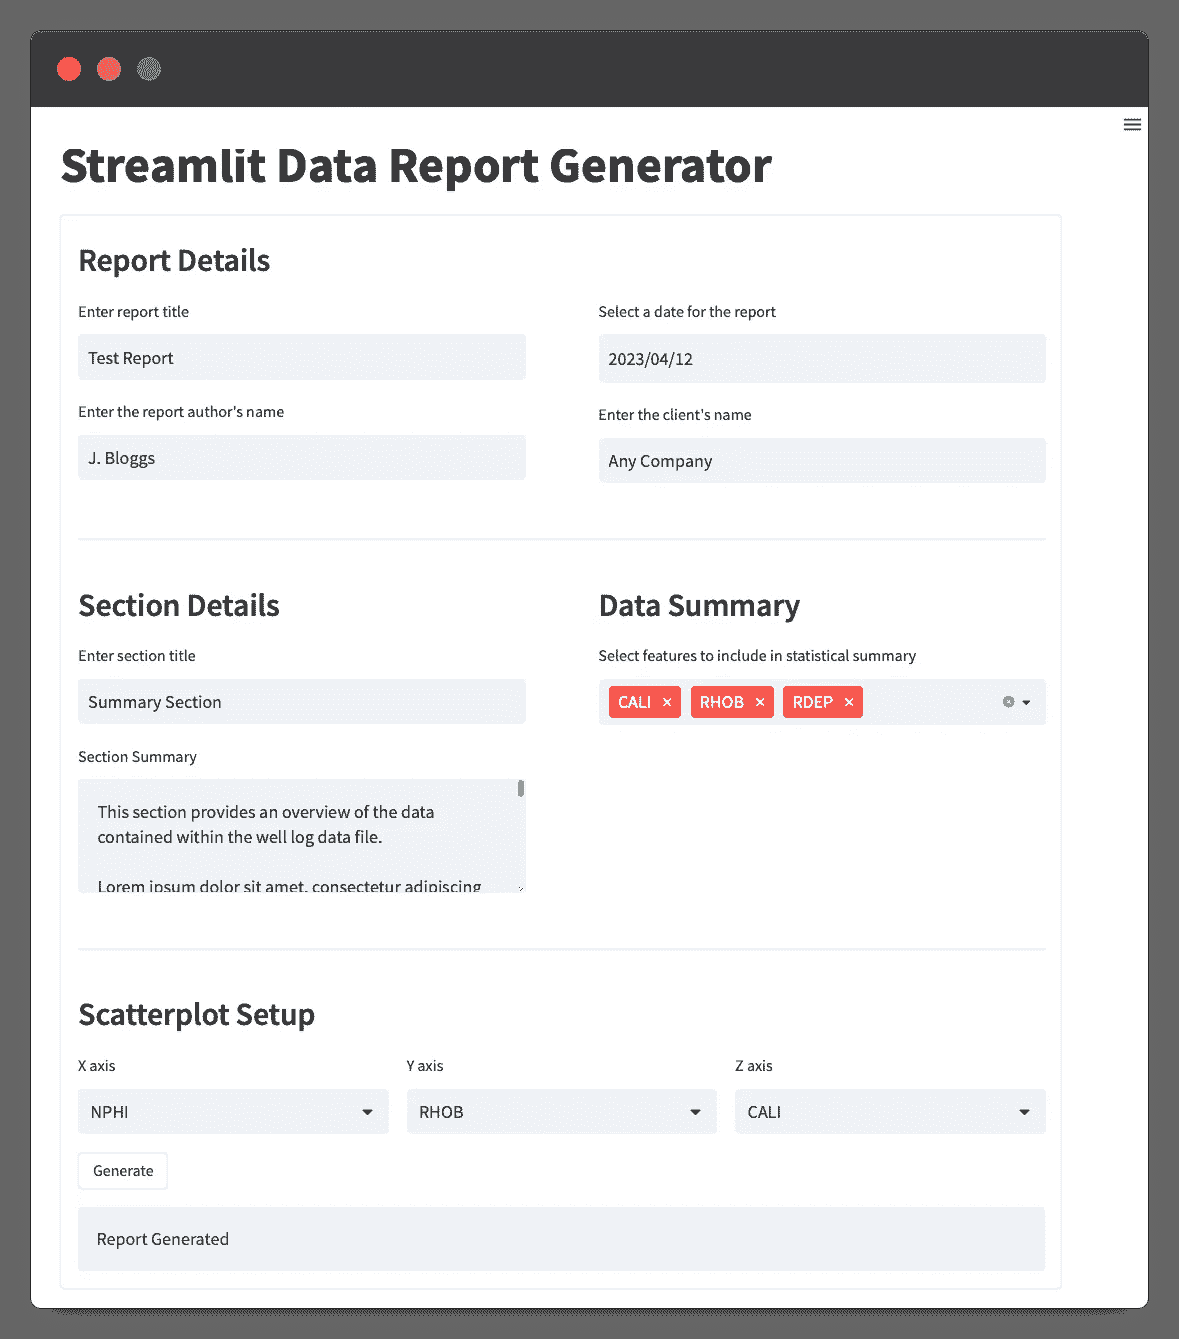 Streamlit Data Report Generator
Report Details
Enter report title
Select a date for the report
Test Report
2023/04/12
Enter the report author's name
Enter the client's name
J. Bloggs
Any Company
Section Details
Data Summary
Enter section title
Select features to include in statistical summary
Summary Section
CALI × RHOB × RDEP ×
Section Summary
This section provides an overview of the data
contained within the well log data file.
Lorem ipsum dolor sit amet, consectetur adipiscing
Scatterplot Setup
X axis
Y axis
Z axis
NPHI
RHOB
CALI
Generate
Report Generated